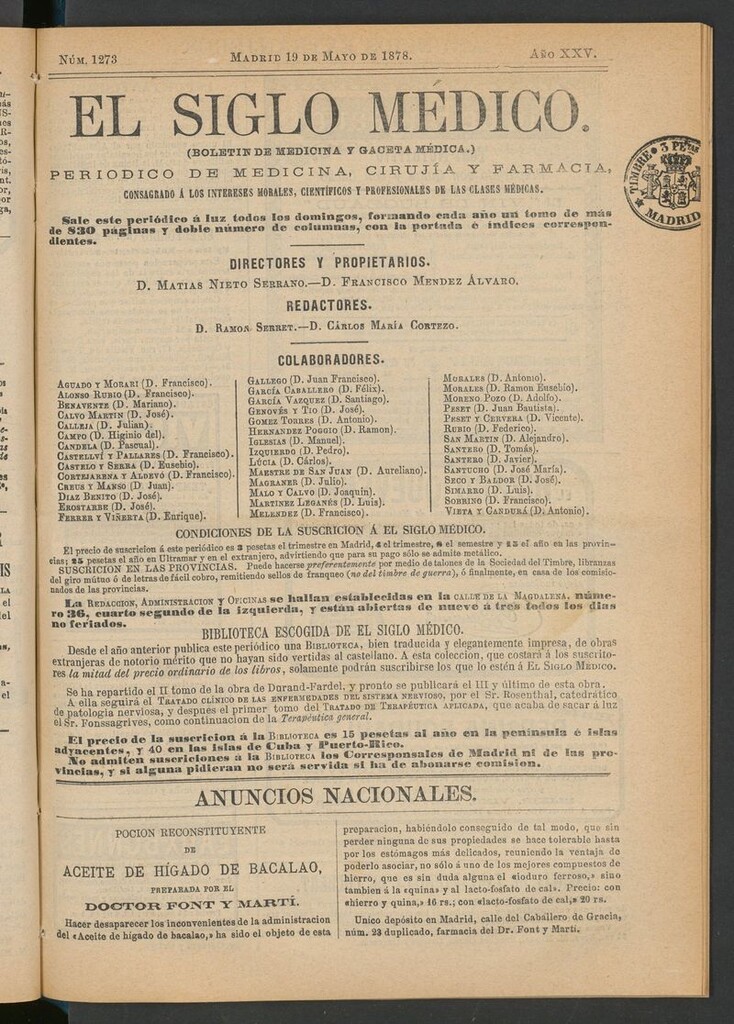 Núm. 1273
Madrid 19 de Mayo de 1878.
Año XXV.
EL SIGLO MÉDICO.
(BOLETIN DE MEDICINA Y GACETA MÉDICA.)
PERIODICO DE MEDICINA, CIRUJÍA Y FARMACIA,
CONSAGRADO Á LOS INTERESES MORALES, CIENTÍFICOS Y PROFESIONALES DE LAS CLASES MÉDICAS.
TIMBRE 3 PETAS
MADRID
Sale este periódico á luz todos los domingos, formando cada año un tomo de más
de 830 páginas y doble número de columnas, con la portada é índices correspon-
dientes.
DIRECTORES Y PROPIETARIOS.
D. Matias Nieto Serrano.—D. Francisco Mendez Álvaro.
REDACTORES.
D. Ramon Serret.—D. Cárlos María Cortezo.
COLABORADORES.
Aguado y Morari (D. Francisco).
Alonso Rubio (D. Francisco).
Benavente (D. Mariano).
Calvo Martin (D. José).
Calleja (D. Julian).
Campo (D. Higinio del).
Candela (D. Pascual).
Castellví y Pallares (D. Francisco).
Castelo y Serra (D. Eusebio).
Cortejarena y Aldevó (D. Francisco).
Creus y Manso (D. Juan).
Diaz Benito (D. José).
Erostarbe (D. José).
Ferrer y Viñerta (D. Enrique).
Gallego (D. Juan Francisco).
García Caballero (D. Félix).
García Vazquez (D. Santiago).
Genovés y Tio (D. José).
Gomez Torres (D. Antonio).
Hernandez Poggio (D. Ramon).
Iglesias (D. Manuel).
Izquierdo (D. Pedro).
Lúcia (D. Cárlos).
Maestre de San Juan (D. Aureliano).
Magraner (D. Julio).
Malo y Calvo (D. Joaquin).
Martinez Leganés (D. Luis).
Melendez (D. Francisco).
Morales (D. Antonio).
Morales (D. Ramon Eusebio).
Moreno Pozo (D. Adolfo).
Peset (D. Juan Bautista).
Peset y Cervera (D. Vicente).
Rubio (D. Federico).
San Martin (D. Alejandro).
Santero (D. Tomás).
Santero (D. Javier).
Santucho (D. José María).
Seco y Baldor (D. José).
Simarro (D. Luis).
Sobrino (D. Francisco).
Vieta y Gandurá (D. Antonio).
CONDICIONES DE LA SUSCRICION Á EL SIGLO MÉDICO.
El precio de suscricion á este periódico es 3 pesetas el trimestre en Madrid, 4 el trimestre, 8 el semestre y 15 el año en las provin-
cias; 25 pesetas el año en Ultramar y en el extranjero, advirtiendo que para su pago sólo se admite metálico.
SUSCRICION EN LAS PROVINCIAS. Puede hacerse preferentemente por medio de talones de la Sociedad del Timbre, libranzas
del giro mútuo ó de letras de fácil cobro, remitiendo sellos de franqueo (no del timbre de guerra), ó finalmente, en casa de los comisio-
nados de las provincias.
La Redaccion, Administracion y Oficinas se hallan establecidas en la calle de la Magdalena, núme-
ro 36, cuarto segundo de la izquierda, y están abiertas de nueve á tres todos los dias
no feriados.
BIBLIOTECA ESCOGIDA DE EL SIGLO MÉDICO.
Desde el año anterior publica este periódico una Biblioteca, bien traducida y elegantemente impresa, de obras
extranjeras de notorio mérito que no hayan sido vertidas al castellano. A esta coleccion, que costará á los suscrito-
res la mitad del precio ordinario de los libros, solamente podrán suscribirse los que lo estén á El Siglo Médico.
Se ha repartido el II tomo de la obra de Durand-Fardel, y pronto se publicará el III y último de esta obra.
A ella seguirá el Tratado clínico de las enfermedades del sistema nervioso, por el Sr. Rosenthal, catedrático
de patología nerviosa, y despues el primer tomo del Tratado de Terapéutica aplicada, que acaba de sacar á luz
el Sr. Fonssagrives, como continuacion de la Terapéutica general.
El precio de la suscricion á la Biblioteca es 15 pesetas al año en la península é islas
adyacentes, y 40 en las Islas de Cuba y Puerto-Rico.
No admiten suscriciones á la Biblioteca los Corresponsales de Madrid ni de las pro-
vincias, y si alguna pidieran no será servida si ha de abonarse comision.
ANUNCIOS NACIONALES.
POCION RECONSTITUYENTE
DE
ACEITE DE HÍGADO DE BACALAO,
PREPARADA POR EL
DOCTOR FONT Y MARTÍ.
Hacer desaparecer los inconvenientes de la administracion
del «Aceite de hígado de bacalao,» ha sido el objeto de esta
preparacion, habiéndolo conseguido de tal modo, que sin
perder ninguna de sus propiedades se hace tolerable hasta
por los estómagos más delicados, reuniendo la ventaja de
poderlo asociar, no sólo á uno de los mejores compuestos de
hierro, que es sin duda alguna el «ioduro ferroso,» sino
tambien á la «quina» y al lacto-fosfato de cal». Precio: con
«hierro y quina,» 16 rs.; con «lacto-fosfato de cal,» 20 rs.
Unico depósito en Madrid, calle del Caballero de Gracia,
núm. 23 duplicado, farmacia del Dr. Font y Martí.